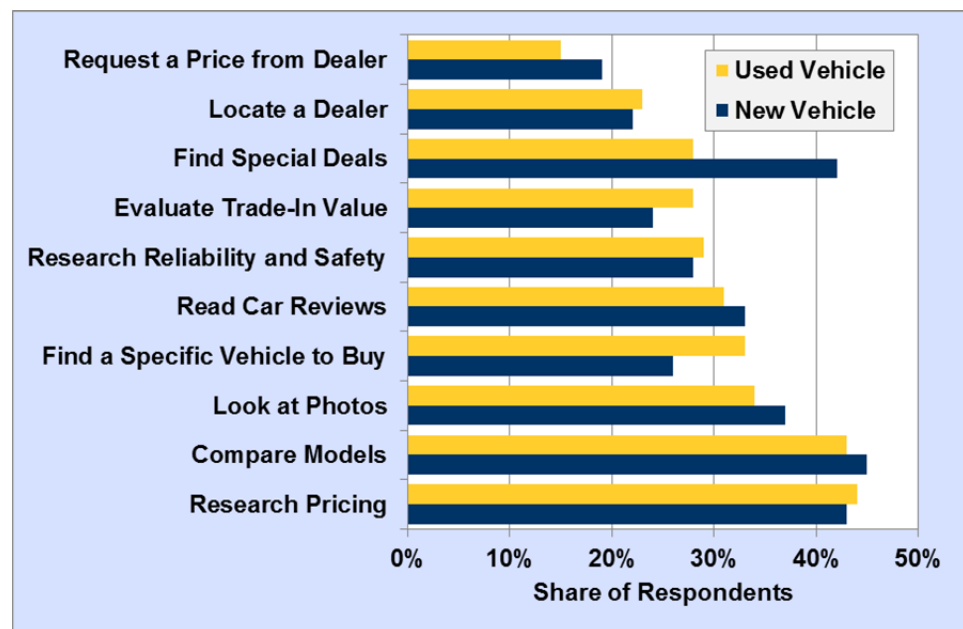 Request a Price from Dealer
Locate a Dealer
Find Special Deals
Evaluate Trade-In Value
Research Reliability and Safety
Read Car Reviews
Find a Specific Vehicle to Buy
Look at Photos
Compare Models
Research Pricing
Used Vehicle
New Vehicle
0% 10% 20% 30% 40% 50%
Share of Respondents